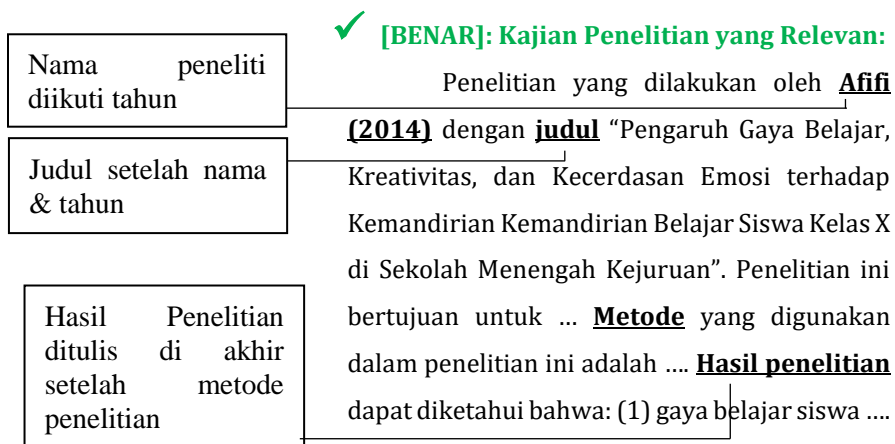 ✓ [BENAR]: Kajian Penelitian yang Relevan:
Nama peneliti
diikuti tahun
Judul setelah nama
& tahun
Hasil Penelitian
ditulis di akhir
setelah metode
penelitian
Penelitian yang dilakukan oleh Afifi
(2014) dengan judul “Pengaruh Gaya Belajar,
Kreativitas, dan Kecerdasan Emosi terhadap
Kemandirian Kemandirian Belajar Siswa Kelas X
di Sekolah Menengah Kejuruan”. Penelitian ini
bertujuan untuk … Metode yang digunakan
dalam penelitian ini adalah …. Hasil penelitian
dapat diketahui bahwa: (1) gaya belajar siswa ….